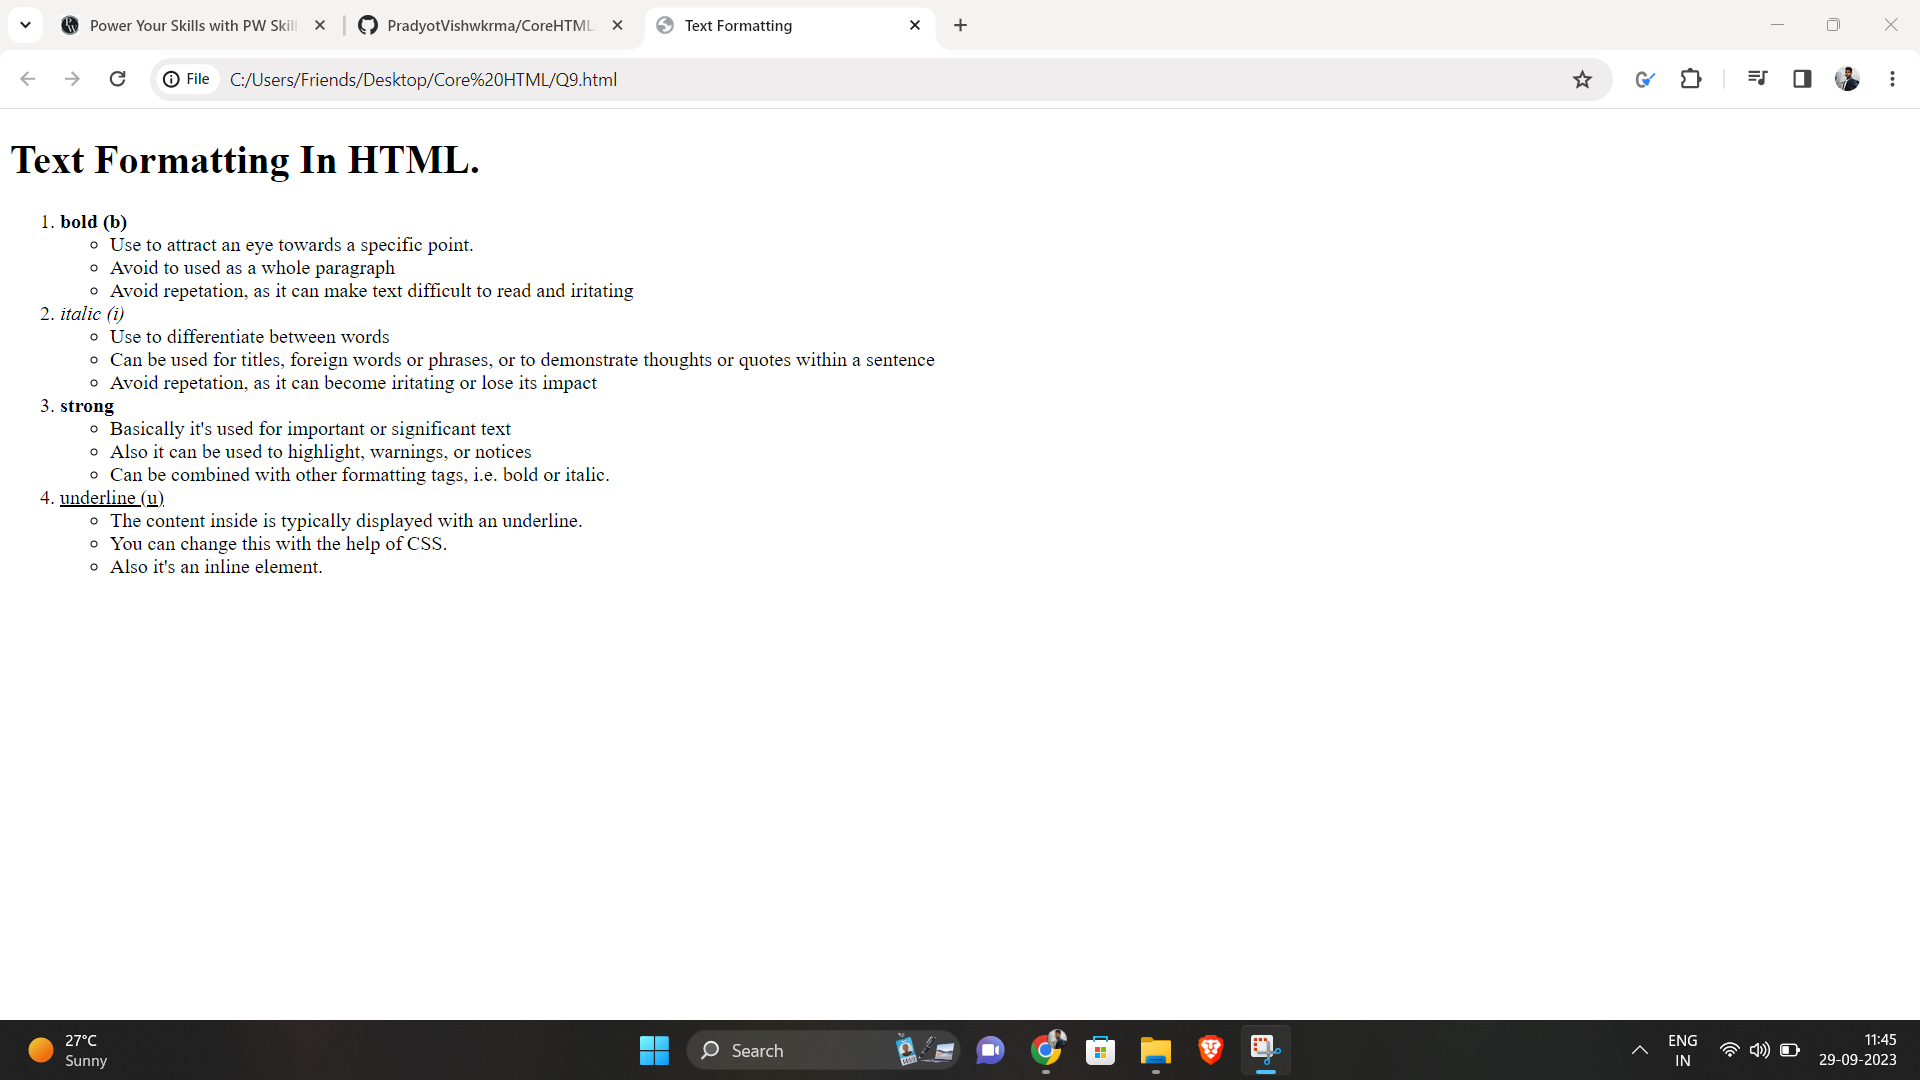 Power Your Skills with PW Skill
PradyotVishwkrma/CoreHTML
Text Formatting
File
C:/Users/Friends/Desktop/Core%20HTML/Q9.html
Text Formatting In HTML.
1. bold (b)
Use to attract an eye towards a specific point.
Avoid to used as a whole paragraph
Avoid repetation, as it can make text difficult to read and iritating
2. italic (i)
Use to differentiate between words
Can be used for titles, foreign words or phrases, or to demonstrate thoughts or quotes within a sentence
Avoid repetation, as it can become iritating or lose its impact
3. strong
Basically it's used for important or significant text
Also it can be used to highlight, warnings, or notices
Can be combined with other formatting tags, i.e. bold or italic.
4. underline (u)
The content inside is typically displayed with an underline.
You can change this with the help of CSS.
Also it's an inline element.
27°C
Sunny
Search
ENG
IN
11:45
29-09-2023